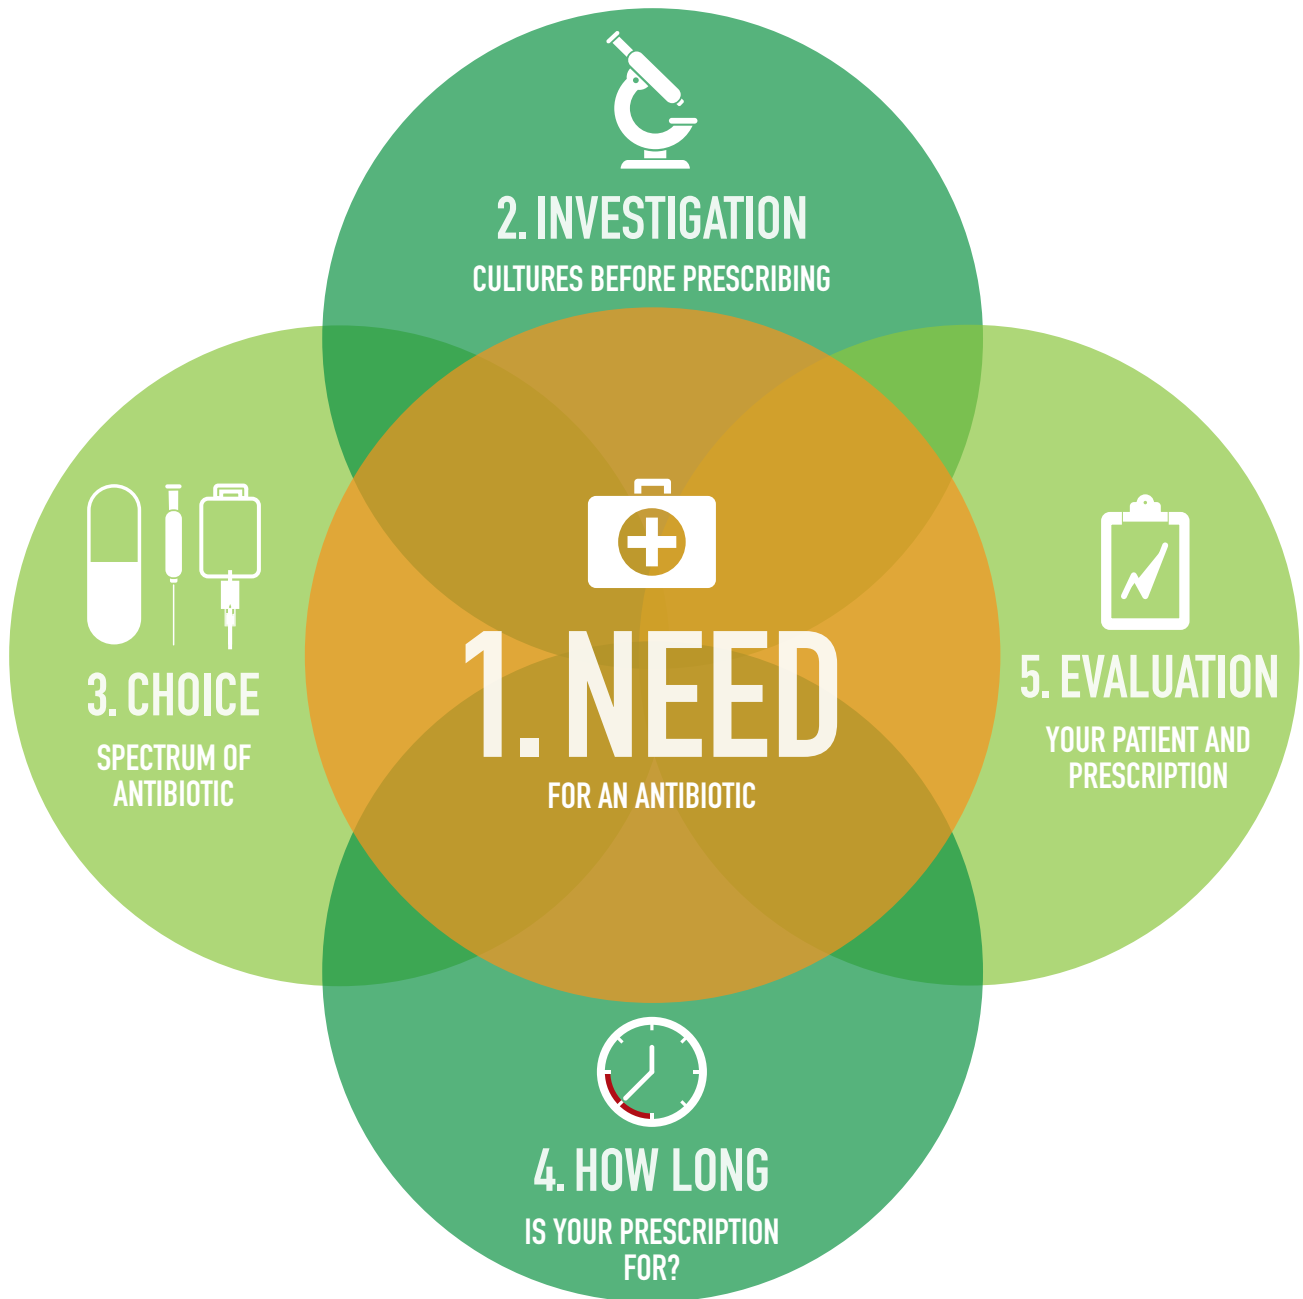 1. NEED
FOR AN ANTIBIOTIC
2. INVESTIGATION
CULTURES BEFORE PRESCRIBING
3. CHOICE
SPECTRUM OF
ANTIBIOTIC
4. HOW LONG
IS YOUR PRESCRIPTION
FOR?
5. EVALUATION
YOUR PATIENT AND
PRESCRIPTION